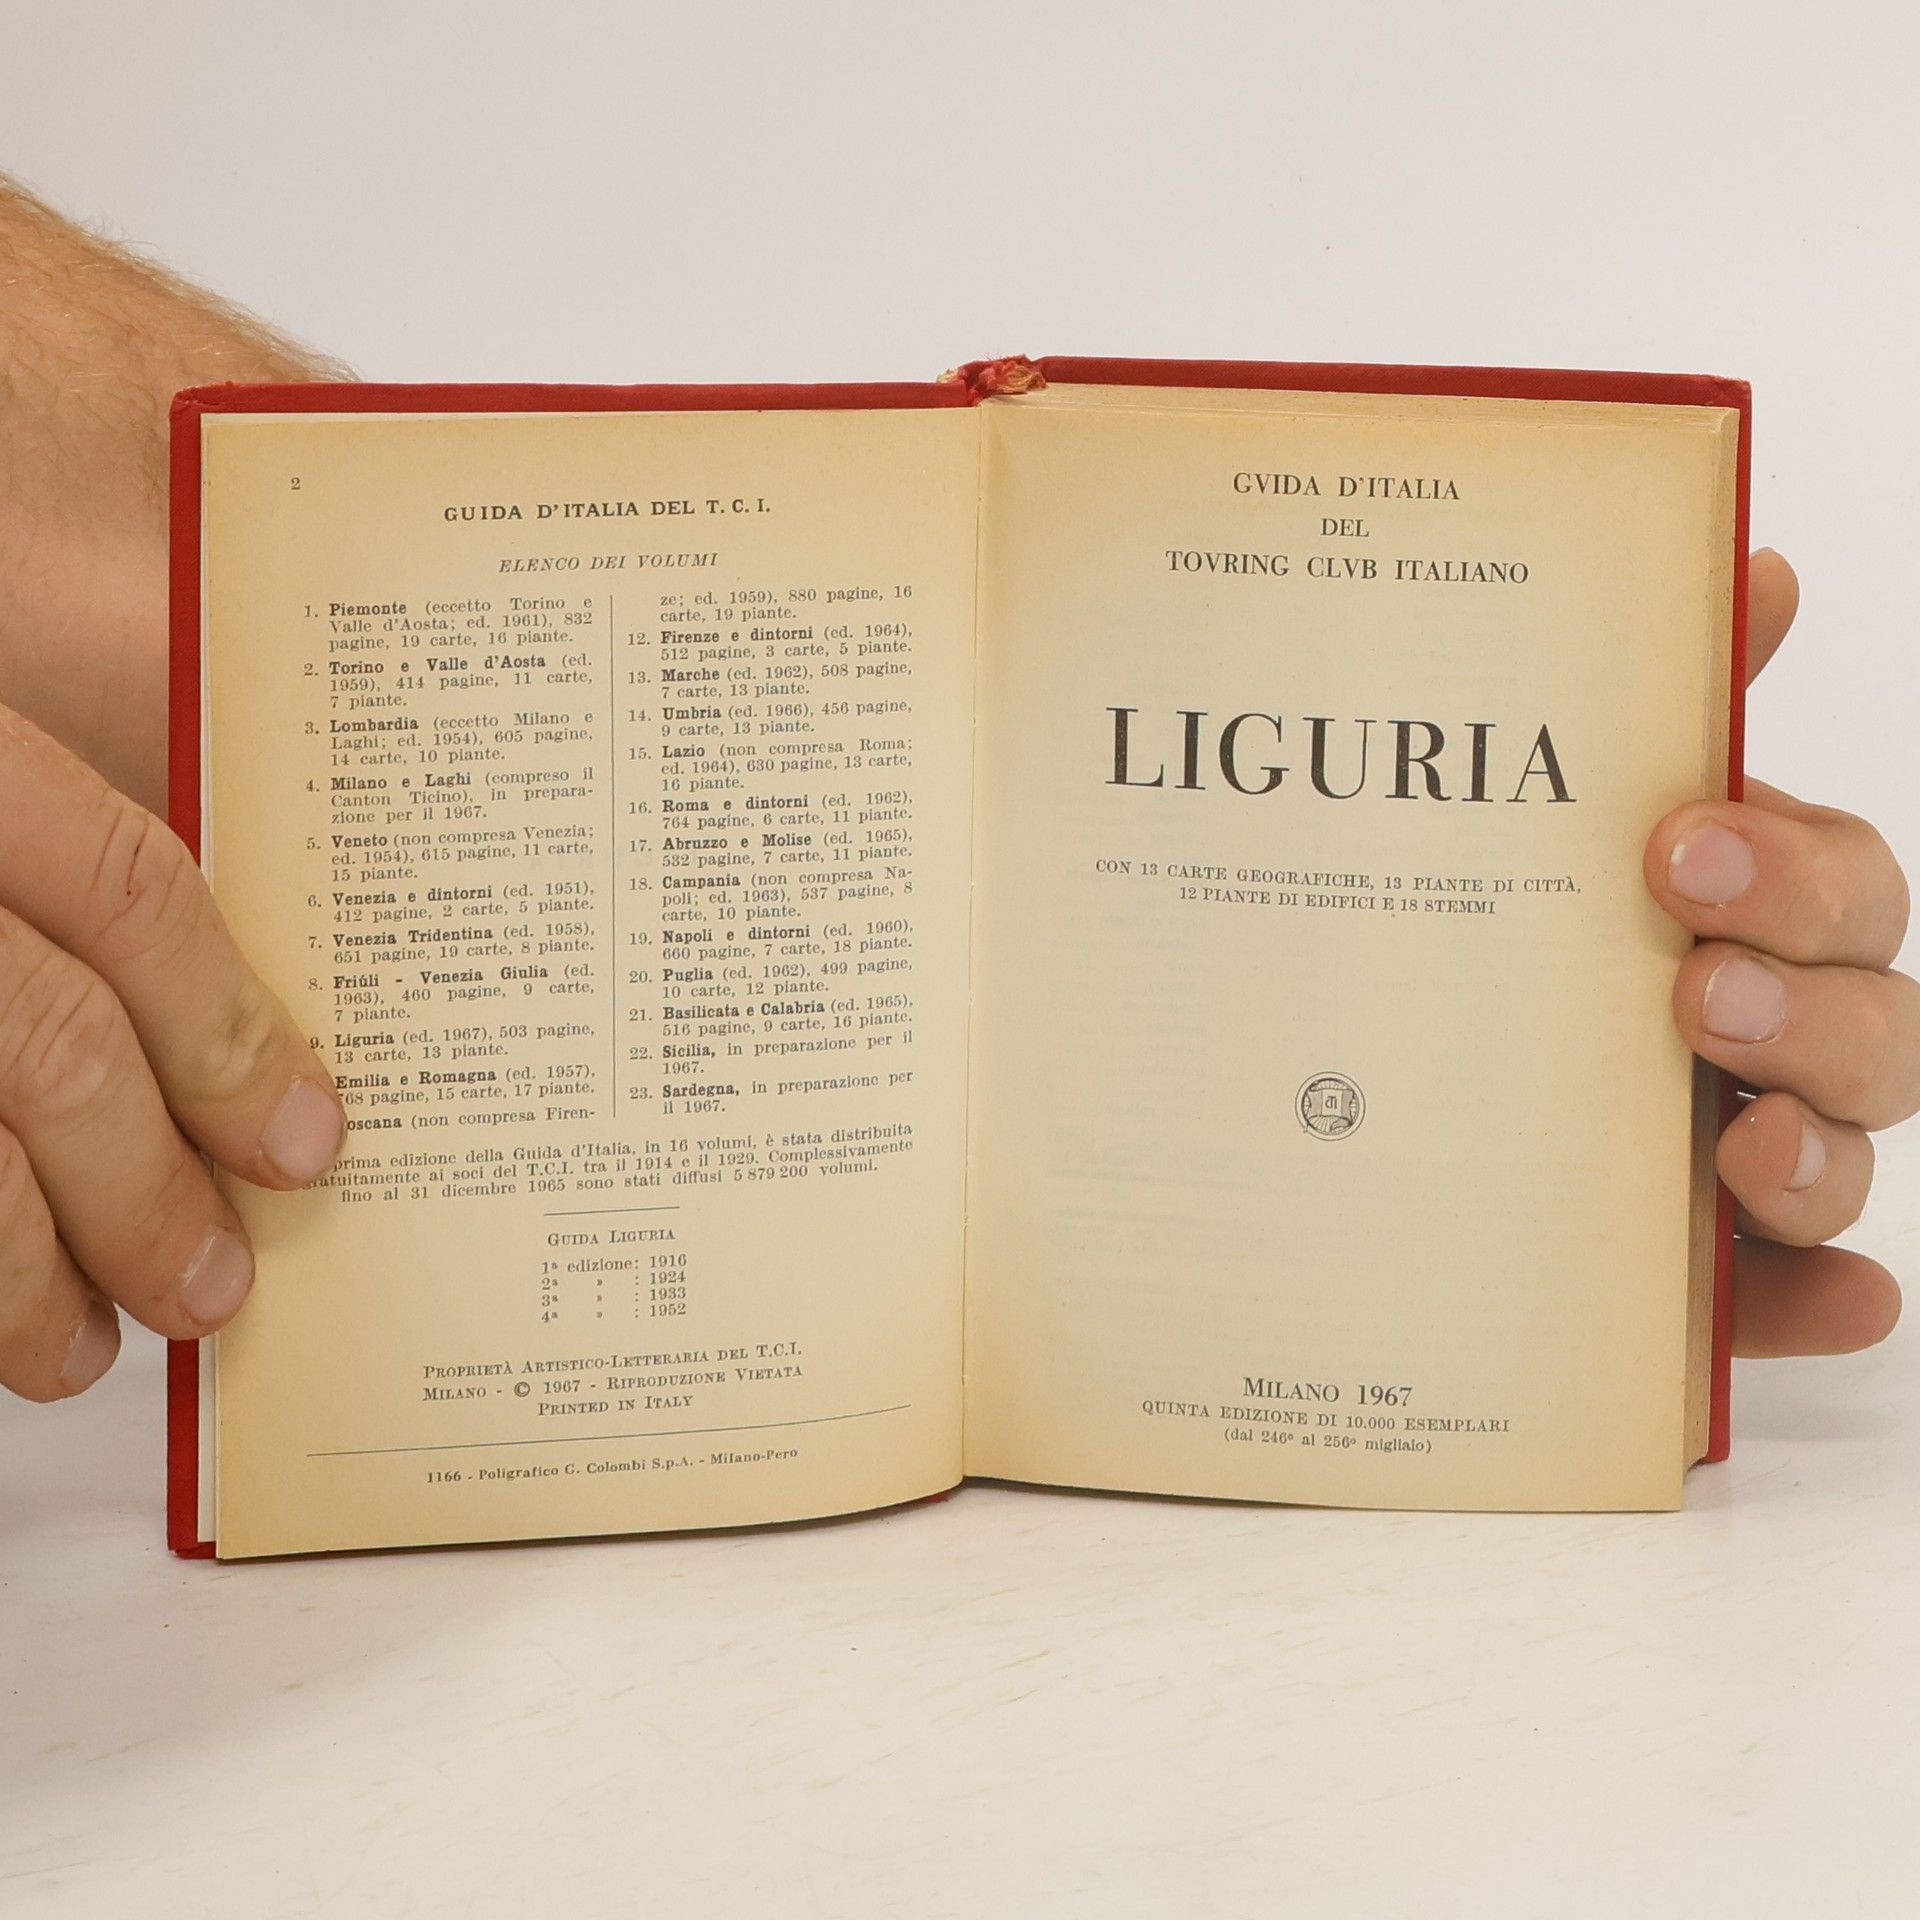 2
GUIDA D'ITALIA DEL T. C. I.
ELENCO DEI VOLUMI
1. Piemonte (eccetto Torino e
Valle d'Aosta; ed. 1961), 832
pagine, 19 carte, 16 piante.
2. Torino e Valle d'Aosta (ed.
1959), 414 pagine, 11 carte,
7 piante.
3. Lombardia (eccetto Milano e
Laghi; ed. 1954), 605 pagine,
14 carte, 10 piante.
4. Milano e Laghi (compreso il
Canton Ticino), in prepara-
zione per il 1967.
5. Veneto (non compresa Venezia;
ed. 1954), 615 pagine, 11 carte,
15 piante.
6. Venezia e dintorni (ed. 1951),
412 pagine, 2 carte, 5 piante.
7. Venezia Tridentina (ed. 1958),
651 pagine, 19 carte, 8 piante.
8. Friúli - Venezia Giulia (ed.
1963), 460 pagine, 9 carte,
7 piante.
9. Liguria (ed. 1967), 503 pagine,
13 carte, 13 piante.
Emilia e Romagna (ed. 1957),
68 pagine, 15 carte, 17 piante.
oscana (non compresa Firen-
ze; ed. 1959), 880 pagine, 16
carte, 19 piante.
12. Firenze e dintorni (ed. 1964),
512 pagine, 3 carte, 5 piante.
13. Marche (ed. 1962), 508 pagine,
7 carte, 13 piante.
14. Umbria (ed. 1966), 456 pagine,
9 carte, 13 piante.
15. Lazio (non compresa Roma;
ed. 1964), 630 pagine, 13 carte,
16 piante.
16. Roma e dintorni (ed. 1962),
764 pagine, 6 carte, 11 piante.
17. Abruzzo e Molise (ed. 1965),
532 pagine, 7 carte, 11 piante.
18. Campania (non compresa Na-
poli; ed. 1963), 537 pagine, 8
carte, 10 piante.
19. Napoli e dintorni (ed. 1960),
660 pagine, 7 carte, 18 piante.
20. Puglia (ed. 1962), 499 pagine,
10 carte, 12 piante.
21. Basilicata e Calabria (ed. 1965),
516 pagine, 9 carte, 16 piante.
22. Sicilia, in preparazione per il
1967.
23. Sardegna, in preparazione per
il 1967.
prima edizione della Guida d'Italia, in 16 volumi, è stata distribuita
atuitamente ai soci del T.C.I. tra il 1914 e il 1929. Complessivamente
fino al 31 dicembre 1965 sono stati diffusi 5 879 200 volumi.
GUIDA LIGURIA
1ª edizione: 1916
2ª » : 1924
3ª » : 1933
4ª » : 1952
PROPRIETÀ ARTISTICO-LETTERARIA DEL T.C.I.
MILANO - © 1967 - RIPRODUZIONE VIETATA
PRINTED IN ITALY
1166 - Poligrafico G. Colombi S.p.A. - Milano-Pero
GVIDA D'ITALIA
DEL
TOVRING CLVB ITALIANO
LIGURIA
CON 13 CARTE GEOGRAFICHE, 13 PIANTE DI CITTÀ,
12 PIANTE DI EDIFICI E 18 STEMMI
MILANO 1967
QUINTA EDIZIONE DI 10.000 ESEMPLARI
(dal 246º al 256º migliaio)